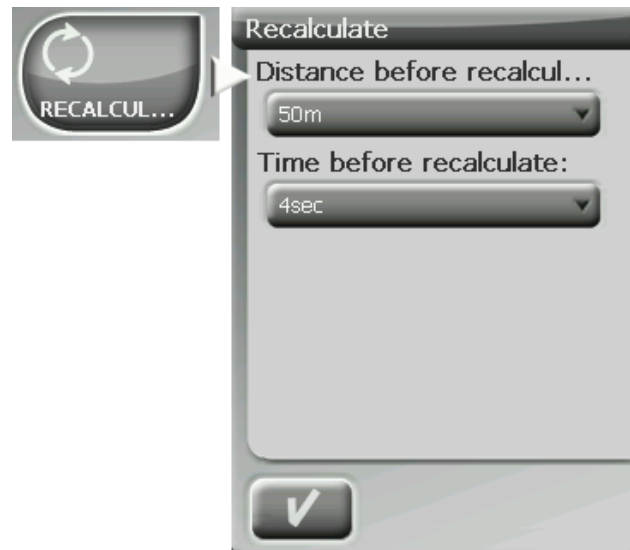 RECALCUL...
Recalculate
Distance before recalcul...
50m
Time before recalculate:
4sec